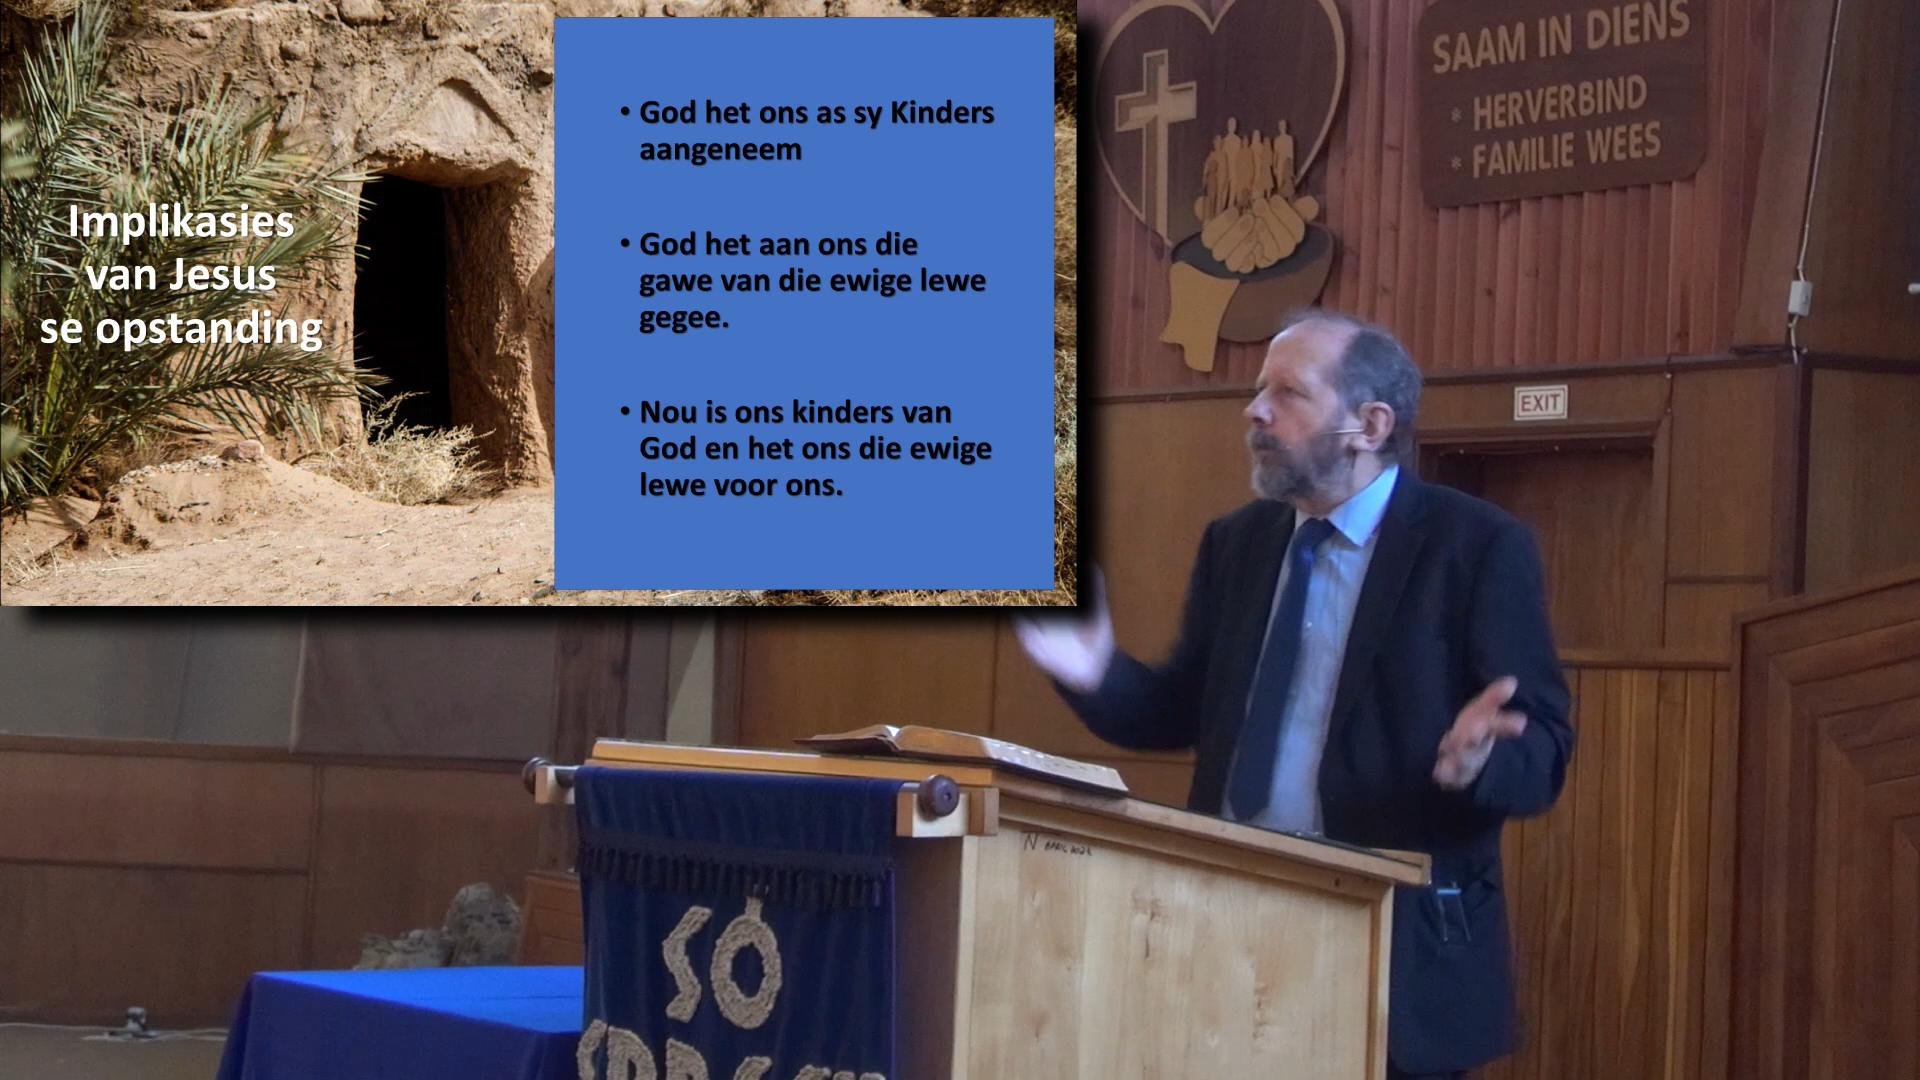 Implikasies
van Jesus
se opstanding
• God het ons as sy Kinders
aangeneem
• God het aan ons die
gawe van die ewige lewe
gegee.
• Nou is ons kinders van
God en het ons die ewige
lewe voor ons.
SAAM IN DIENS
* HERVERBIND
* FAMILIE WEES
EXIT
SÓ